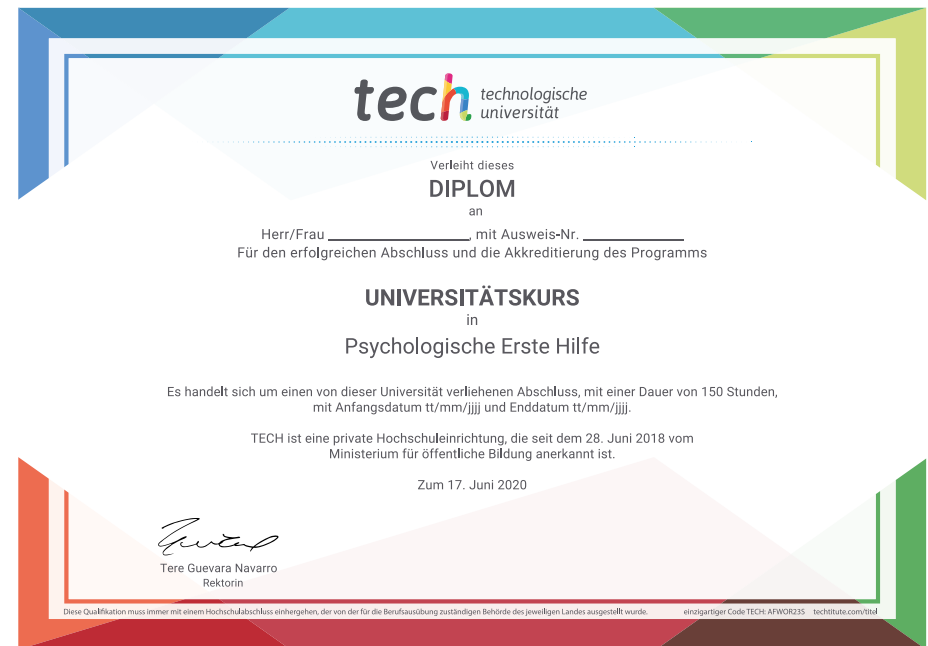 tech technologische
universität
Verleiht dieses
DIPLOM
an
Herr/Frau ____________________, mit Ausweis-Nr. ______________
Für den erfolgreichen Abschluss und die Akkreditierung des Programms
UNIVERSITÄTSKURS
in
Psychologische Erste Hilfe
Es handelt sich um einen von dieser Universität verliehenen Abschluss, mit einer Dauer von 150 Stunden,
mit Anfangsdatum tt/mm/jjjj und Enddatum tt/mm/jjjj.
TECH ist eine private Hochschuleinrichtung, die seit dem 28. Juni 2018 vom
Ministerium für öffentliche Bildung anerkannt ist.
Zum 17. Juni 2020
Tere Guevara Navarro
Rektorin
Diese Qualifikation muss immer mit einem Hochschulabschluss einhergehen, der von der für die Berufsausübung zuständigen Behörde des jeweiligen Landes ausgestellt wurde. einzigartiger Code TECH: AFWOR23S techtitute.com/titel